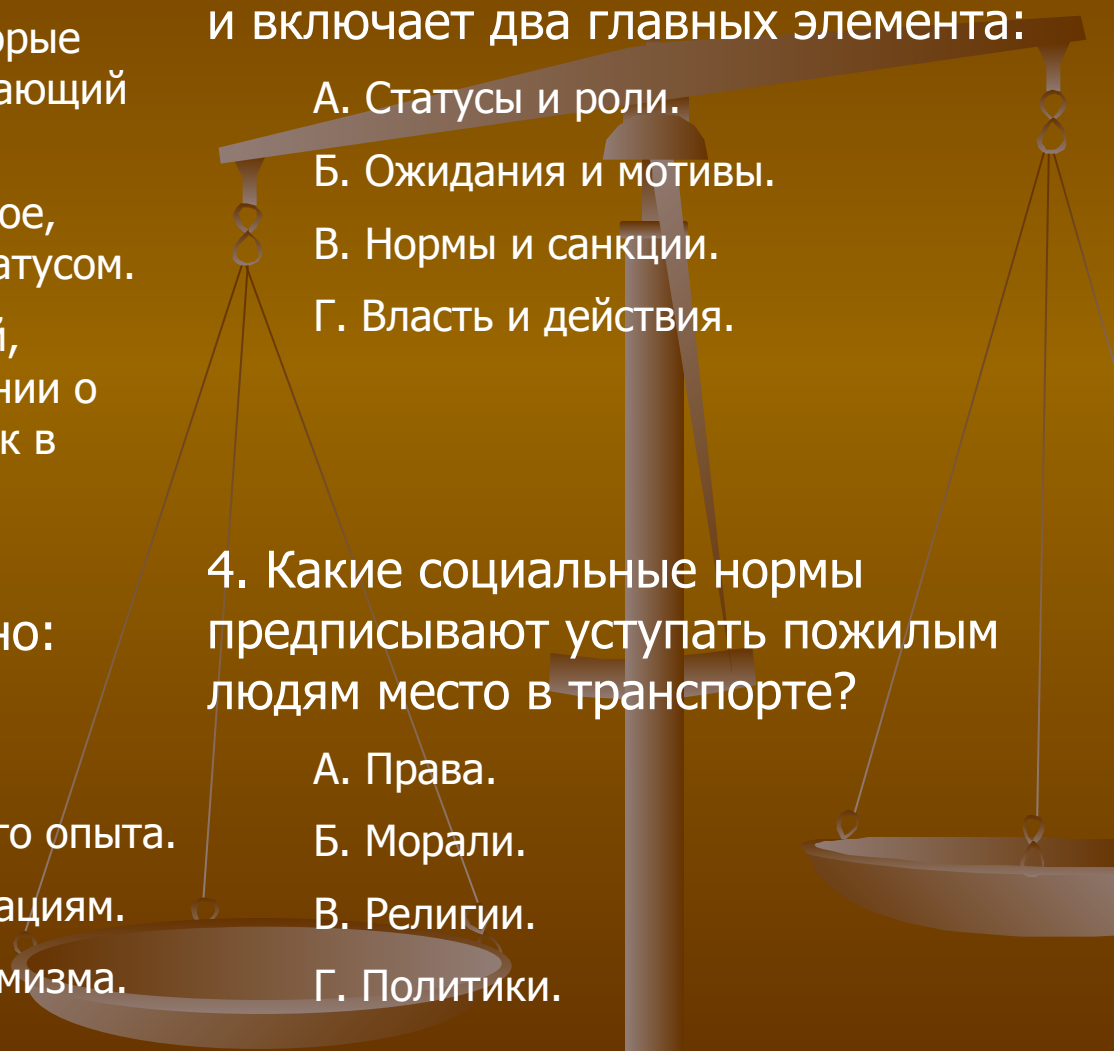 орые
ающий
ое,
атусом.
й,
нии о
к в
но:
го опыта.
ациям.
мизма.
и включает два главных элемента:
А. Статусы и роли.
Б. Ожидания и мотивы.
В. Нормы и санкции.
Г. Власть и действия.
4. Какие социальные нормы
предписывают уступать пожилым
людям место в транспорте?
А. Права.
Б. Морали.
В. Религии.
Г. Политики.